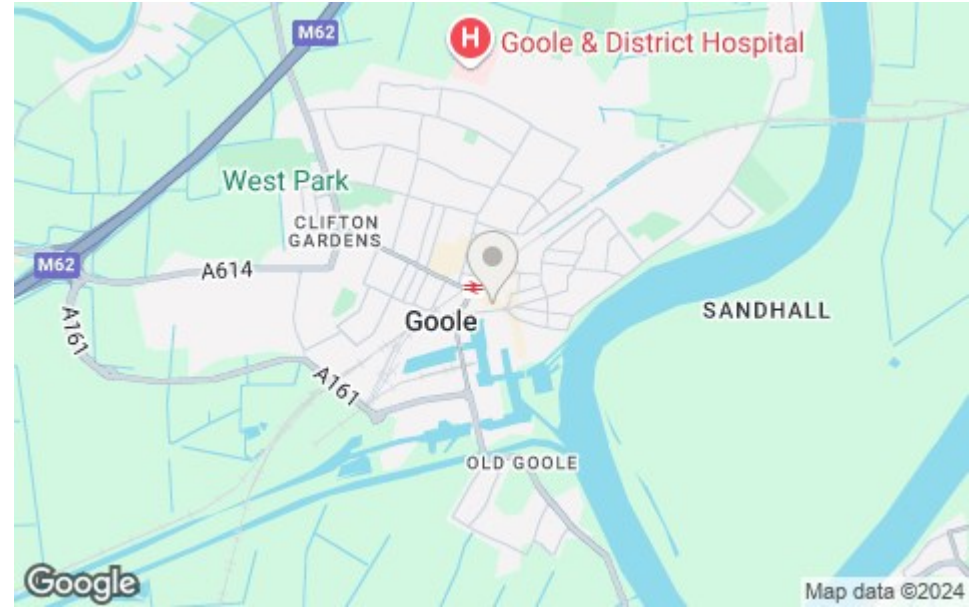 M62
H
Goole & District Hospital
West Park
CLIFTON
GARDENS
M62
A614
A161
Goole
SANDHALL
A161
OLD GOOLE
Google
Map data ©2024